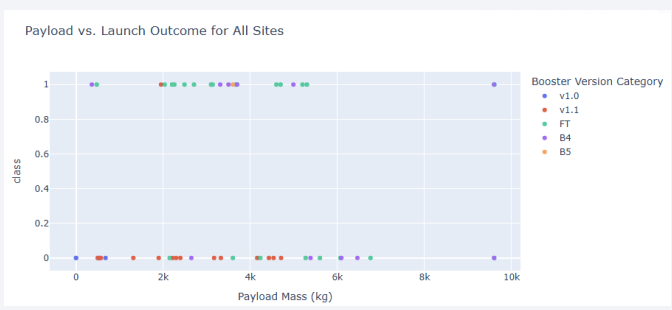 Payload vs. Launch Outcome for All Sites
Booster Version Category
v1.0
v1.1
FT
B4
B5
class
1
0.8
0.6
0.4
0.2
0
0 2k 4k 6k 8k 10k
Payload Mass (kg)